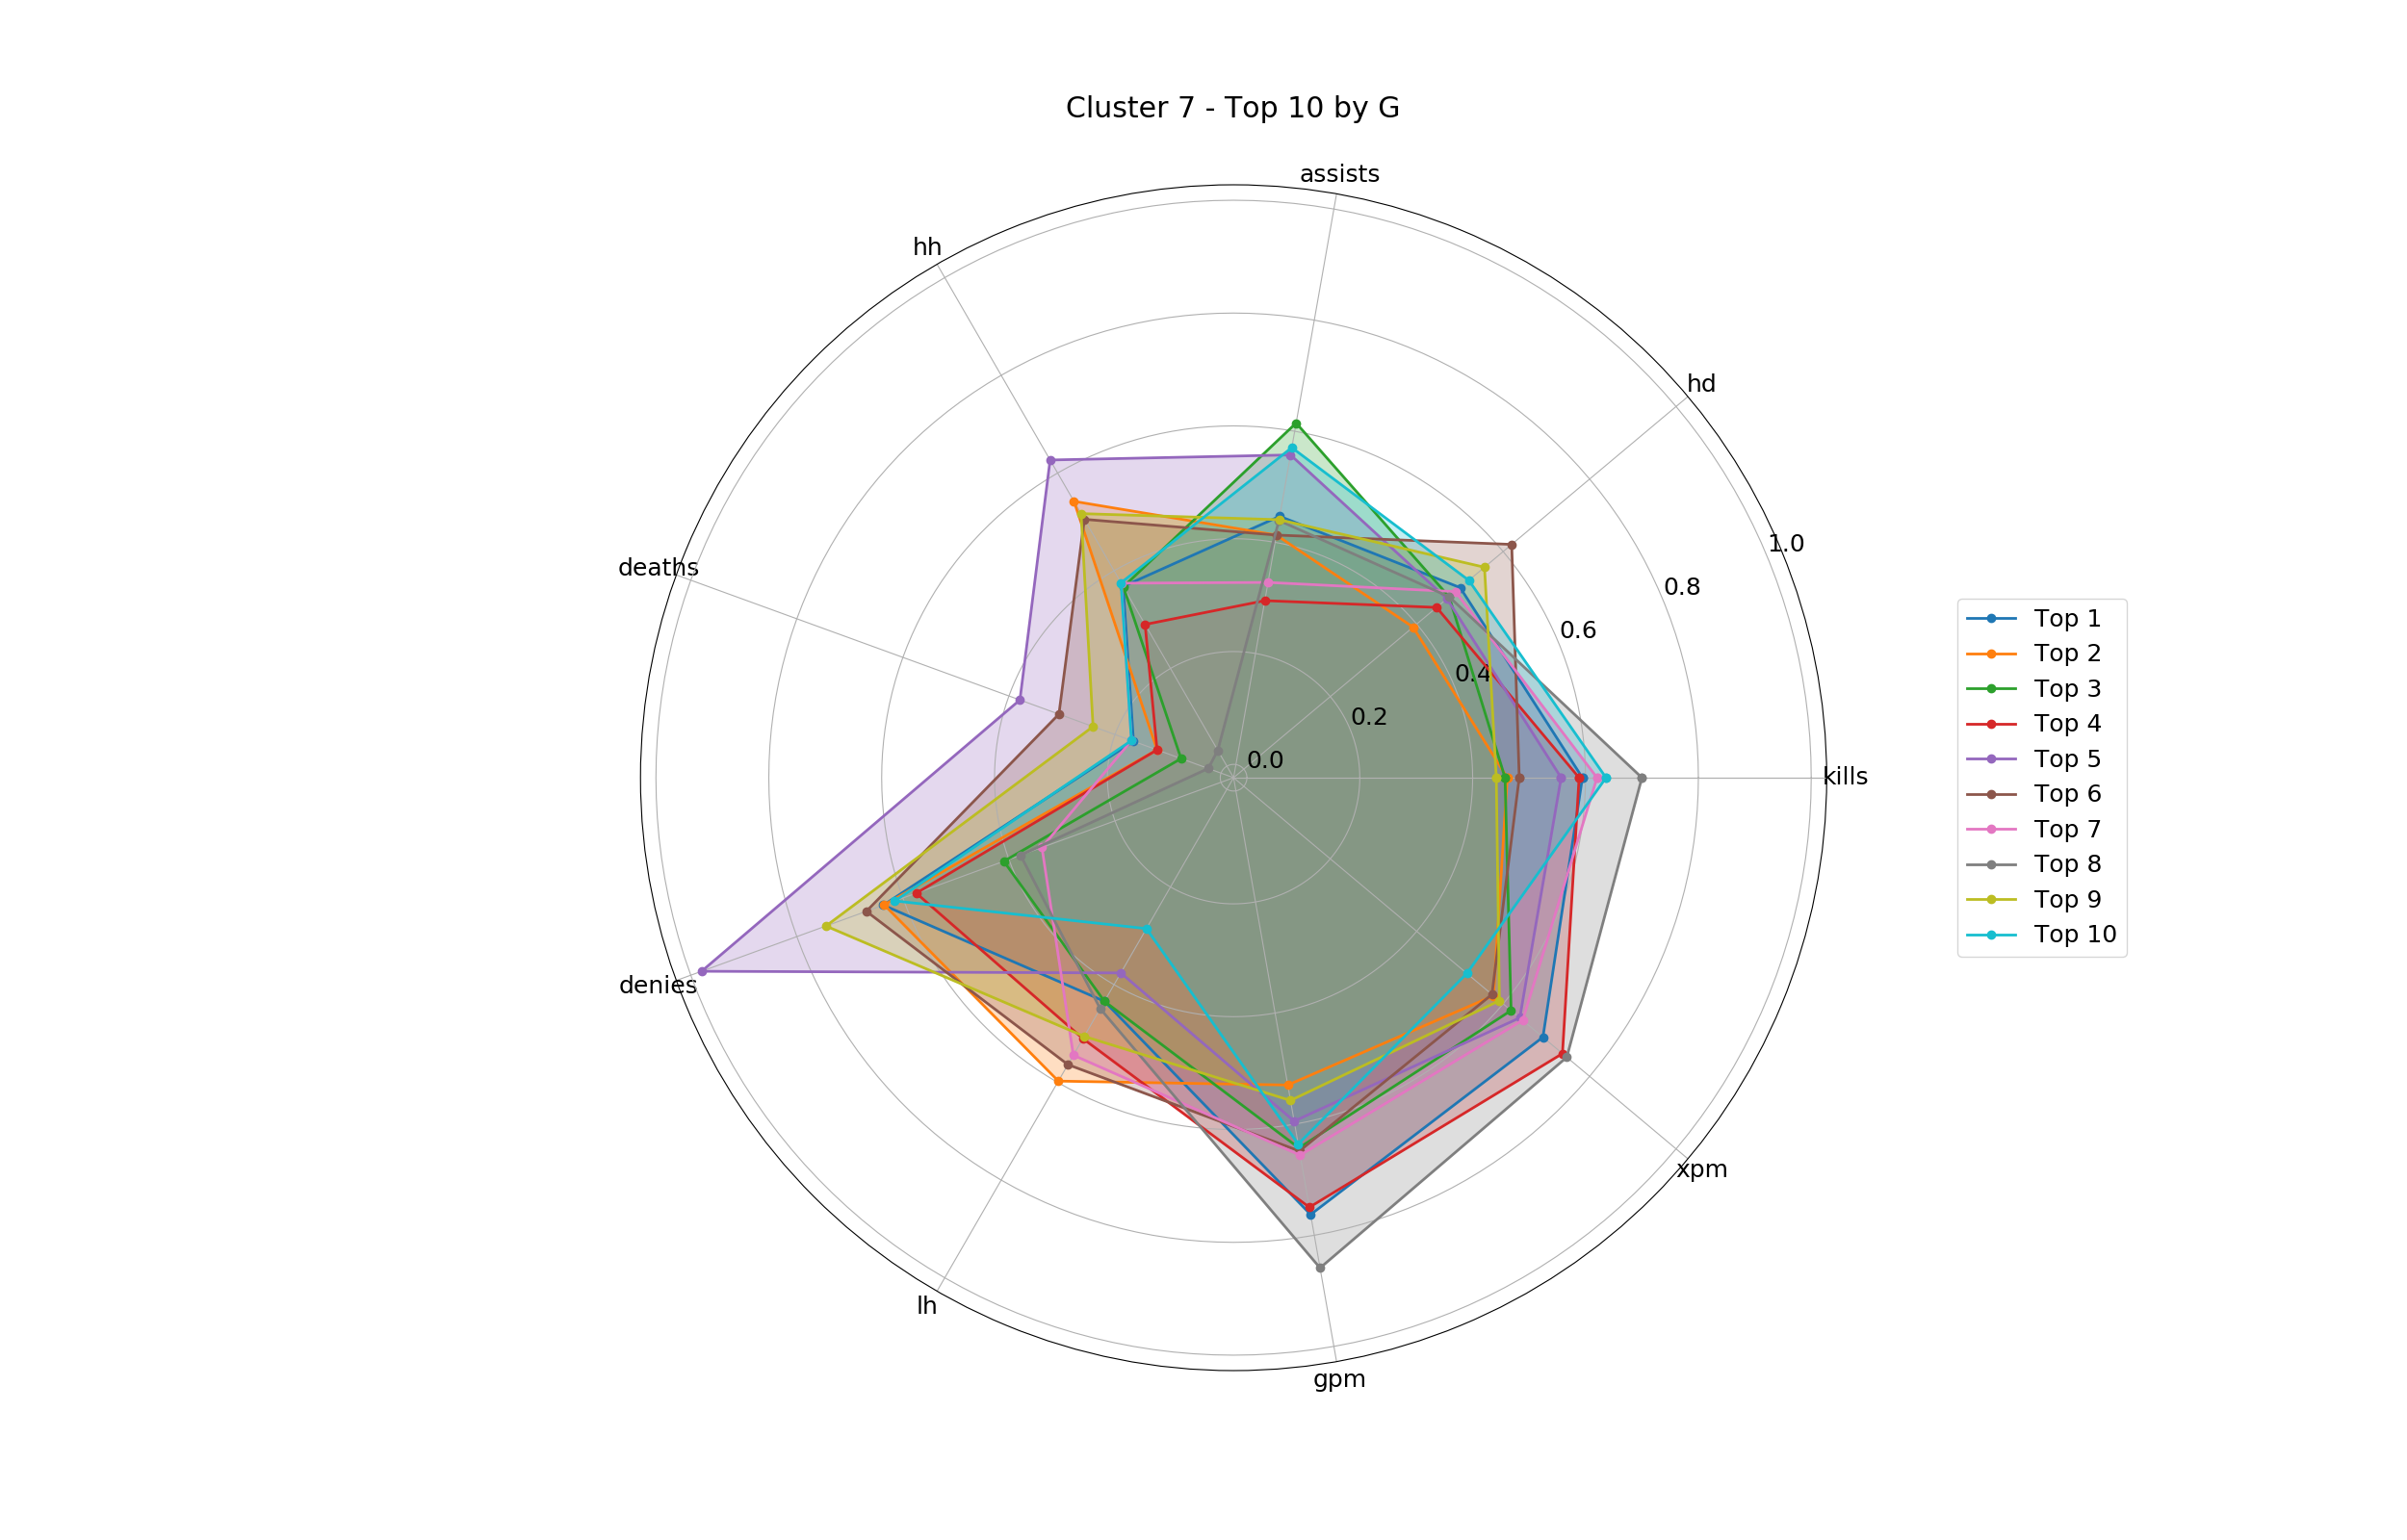 Cluster 7 - Top 10 by G
assists
hh
hd
deaths
kills
denies
xpm
lh
gpm
0.0
0.2
0.4
0.6
0.8
1.0
Top 1
Top 2
Top 3
Top 4
Top 5
Top 6
Top 7
Top 8
Top 9
Top 10